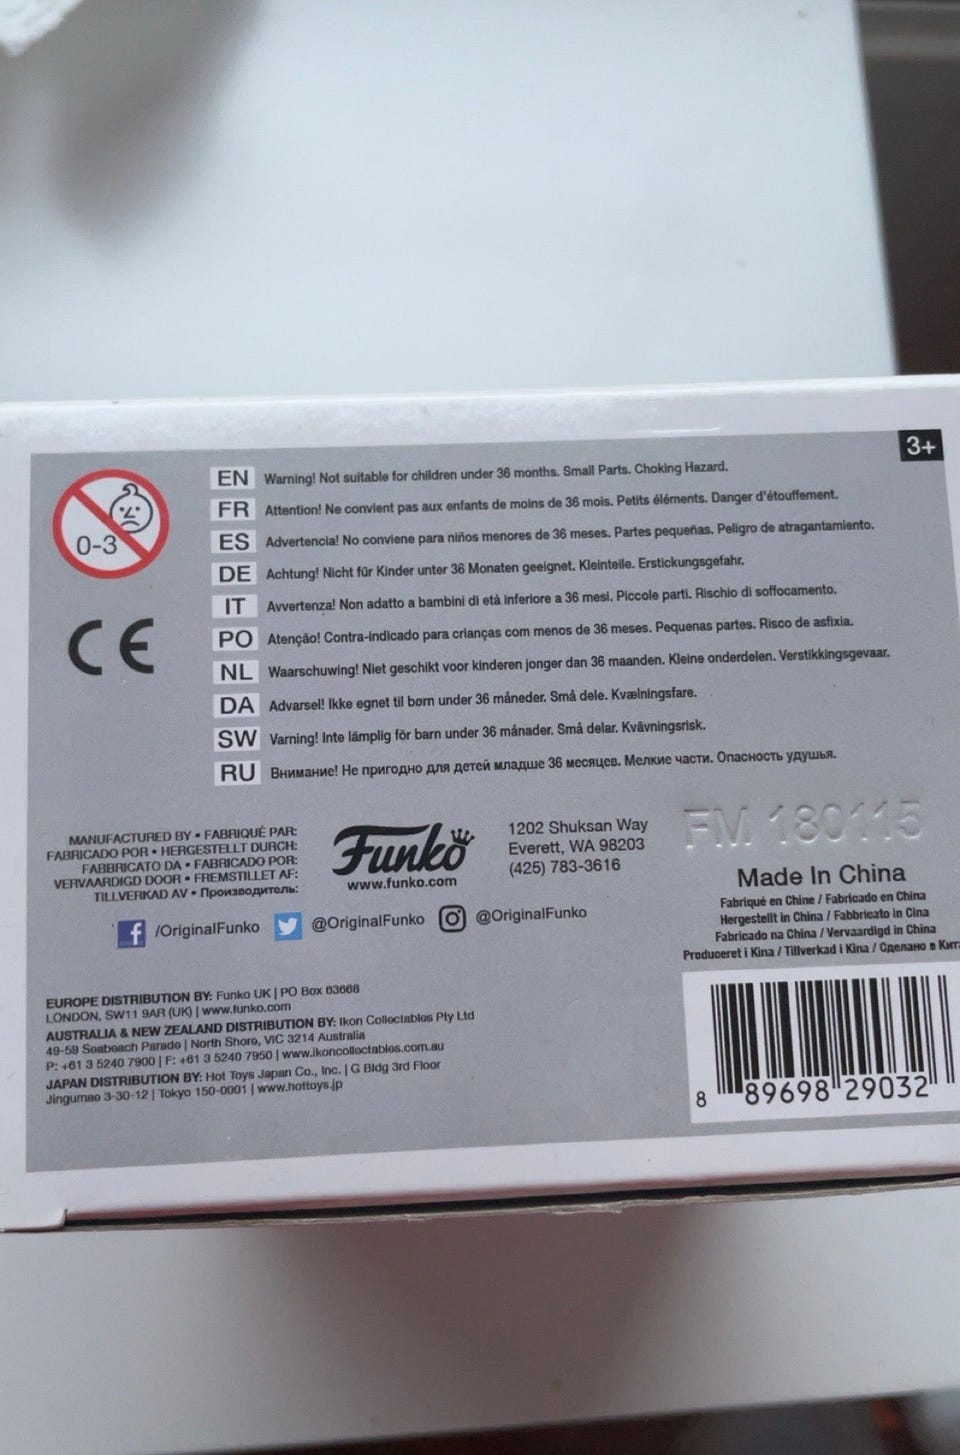 3+
0-3
CE
EN Warning! Not suitable for children under 36 months. Small Parts. Choking Hazard.
FR Attention! Ne convient pas aux enfants de moins de 36 mois. Petits éléments. Danger d'étouffement.
ES Advertencia! No conviene para niños menores de 36 meses. Partes pequeñas. Peligro de atragantamiento.
DE Achtung! Nicht für Kinder unter 36 Monaten geeignet. Kleinteile. Erstickungsgefahr.
IT Avvertenza! Non adatto a bambini di età inferiore a 36 mesi. Piccole parti. Rischio di soffocamento.
PO Atenção! Contra-indicado para crianças com menos de 36 meses. Pequenas partes. Risco de asfixia.
NL Waarschuwing! Niet geschikt voor kinderen jonger dan 36 maanden. Kleine onderdelen. Verstikkingsgevaar.
DA Advarsel! Ikke egnet til børn under 36 måneder. Små dele. Kvælningsfare.
SW Varning! Inte lämplig för barn under 36 månader. Små delar. Kvävningsrisk.
RU Внимание! Не пригодно для детей младше 36 месяцев. Мелкие части. Опасность удушья.
MANUFACTURED BY • FABRIQUÉ PAR:
FABRICADO POR • HERGESTELLT DURCH:
FABBRICATO DA • FABRICADO POR:
VERVAARDIGD DOOR • FREMSTILLET AF:
TILLVERKAD AV • Производитель:
Funko
www.funko.com
1202 Shuksan Way
Everett, WA 98203
(425) 783-3616
/OriginalFunko @OriginalFunko @OriginalFunko
FM 180115
Made In China
Fabriqué en Chine / Fabricado en China
Hergestellt in China / Fabbricato in Cina
Fabricado na China / Vervaardigd in China
Produceret i Kina / Tillverkad i Kina / Сделано в
EUROPE DISTRIBUTION BY: Funko UK | PO Box 63668
LONDON, SW11 9AR (UK) | www.funko.com
AUSTRALIA & NEW ZEALAND DISTRIBUTION BY: Ikon Collectables Pty Ltd
49-59 Seabeach Parade | North Shore, VIC 3214 Australia
P: +61 3 5240 7900 | F: +61 3 5240 7950 | www.ikoncollectables.com.au
JAPAN DISTRIBUTION BY: Hot Toys Japan Co., Inc. | G Bldg 3rd Floor
Jingumae 3-30-12 | Tokyo 150-0001 | www.hottoys.jp
8 89698 29032